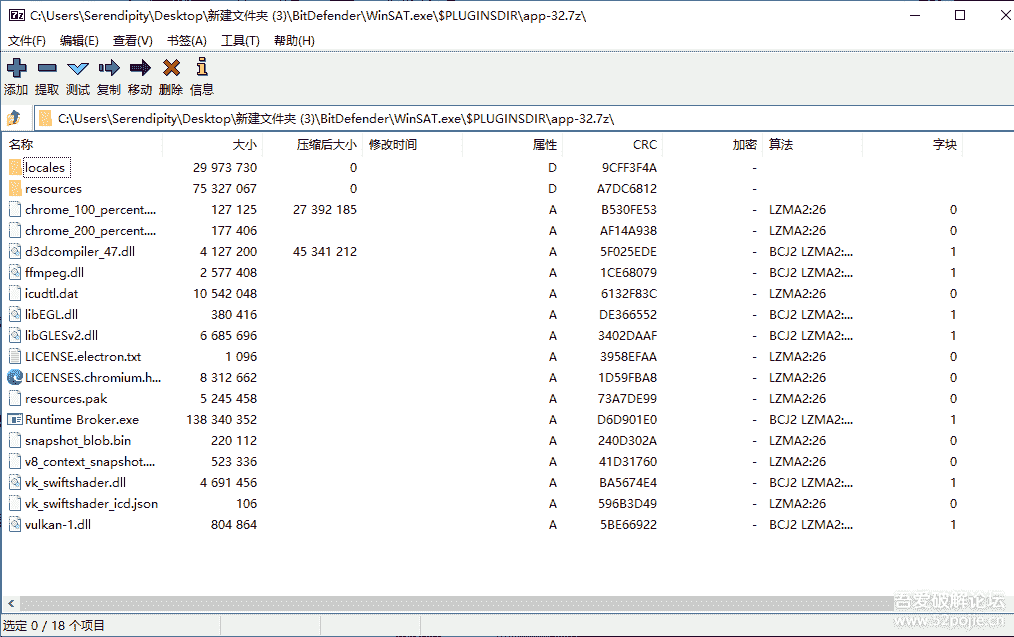 C:\Users\Serendipity\Desktop\新建文件夹 (3)\BitDefender\WinSAT.exe\$PLUGINSDIR\app-32.7z\
文件(F) 编辑(E) 查看(V) 书签(A) 工具(T) 帮助(H)
添加 提取 测试 复制 移动 删除 信息
C:\Users\Serendipity\Desktop\新建文件夹 (3)\BitDefender\WinSAT.exe\$PLUGINSDIR\app-32.7z\
名称 大小 压缩后大小 修改时间 属性 CRC 加密 算法 字块
locales 29 973 730 0 D 9CFF3F4A -
resources 75 327 067 0 D A7DC6812 -
chrome_100_percent.... 127 125 27 392 185 A B530FE53 - LZMA2:26 0
chrome_200_percent.... 177 406 A AF14A938 - LZMA2:26 0
d3dcompiler_47.dll 4 127 200 45 341 212 A 5F025EDE - BCJ2 LZMA2:... 1
ffmpeg.dll 2 577 408 A 1CE68079 - BCJ2 LZMA2:... 1
icudtl.dat 10 542 048 A 6132F83C - LZMA2:26 0
libEGL.dll 380 416 A DE366552 - BCJ2 LZMA2:... 1
libGLESv2.dll 6 685 696 A 3402DAAF - BCJ2 LZMA2:... 1
LICENSE.electron.txt 1 096 A 3958EFAA - LZMA2:26 0
LICENSES.chromium.h... 8 312 662 A 1D59FBA8 - LZMA2:26 0
resources.pak 5 245 458 A 73A7DE99 - LZMA2:26 0
Runtime Broker.exe 138 340 352 A D6D901E0 - BCJ2 LZMA2:... 1
snapshot_blob.bin 220 112 A 240D302A - LZMA2:26 0
v8_context_snapshot.... 523 336 A 41D31760 - LZMA2:26 0
vk_swiftshader.dll 4 691 456 A BA5674E4 - BCJ2 LZMA2:... 1
vk_swiftshader_icd.json 106 A 596B3D49 - LZMA2:26 0
vulkan-1.dll 804 864 A 5BE66922 - BCJ2 LZMA2:... 1
吾爱破解论坛
www.52pojie.cn
选定 0 / 18 个项目